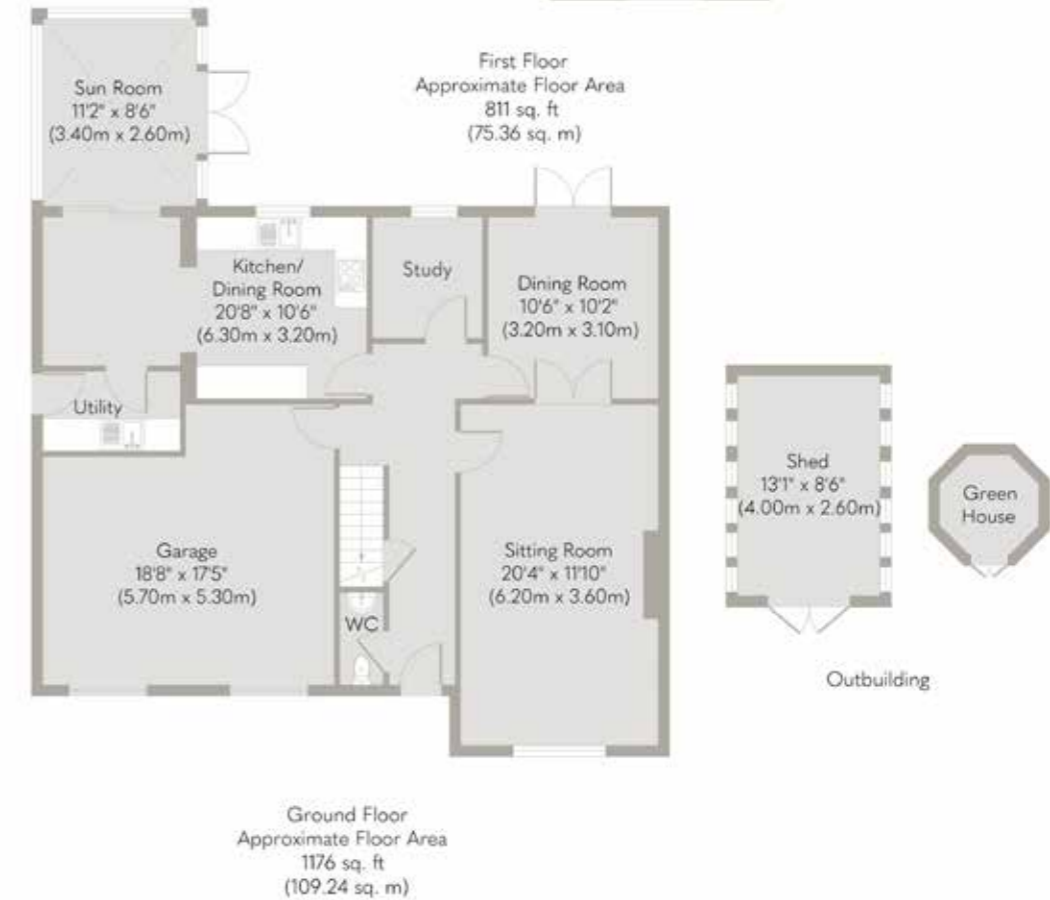 First Floor
Approximate Floor Area
811 sq. ft
(75.36 sq. m)
Sun Room
11'2" x 8'6"
(3.40m x 2.60m)
Kitchen/
Dining Room
20'8" x 10'6"
(6.30m x 3.20m)
Study
Dining Room
10'6" x 10'2"
(3.20m x 3.10m)
Utility
Garage
18'8" x 17'5"
(5.70m x 5.30m)
WC
Sitting Room
20'4" x 11'10"
(6.20m x 3.60m)
Shed
13'1" x 8'6"
(4.00m x 2.60m)
Green
House
Outbuilding
Ground Floor
Approximate Floor Area
1176 sq. ft
(109.24 sq. m)